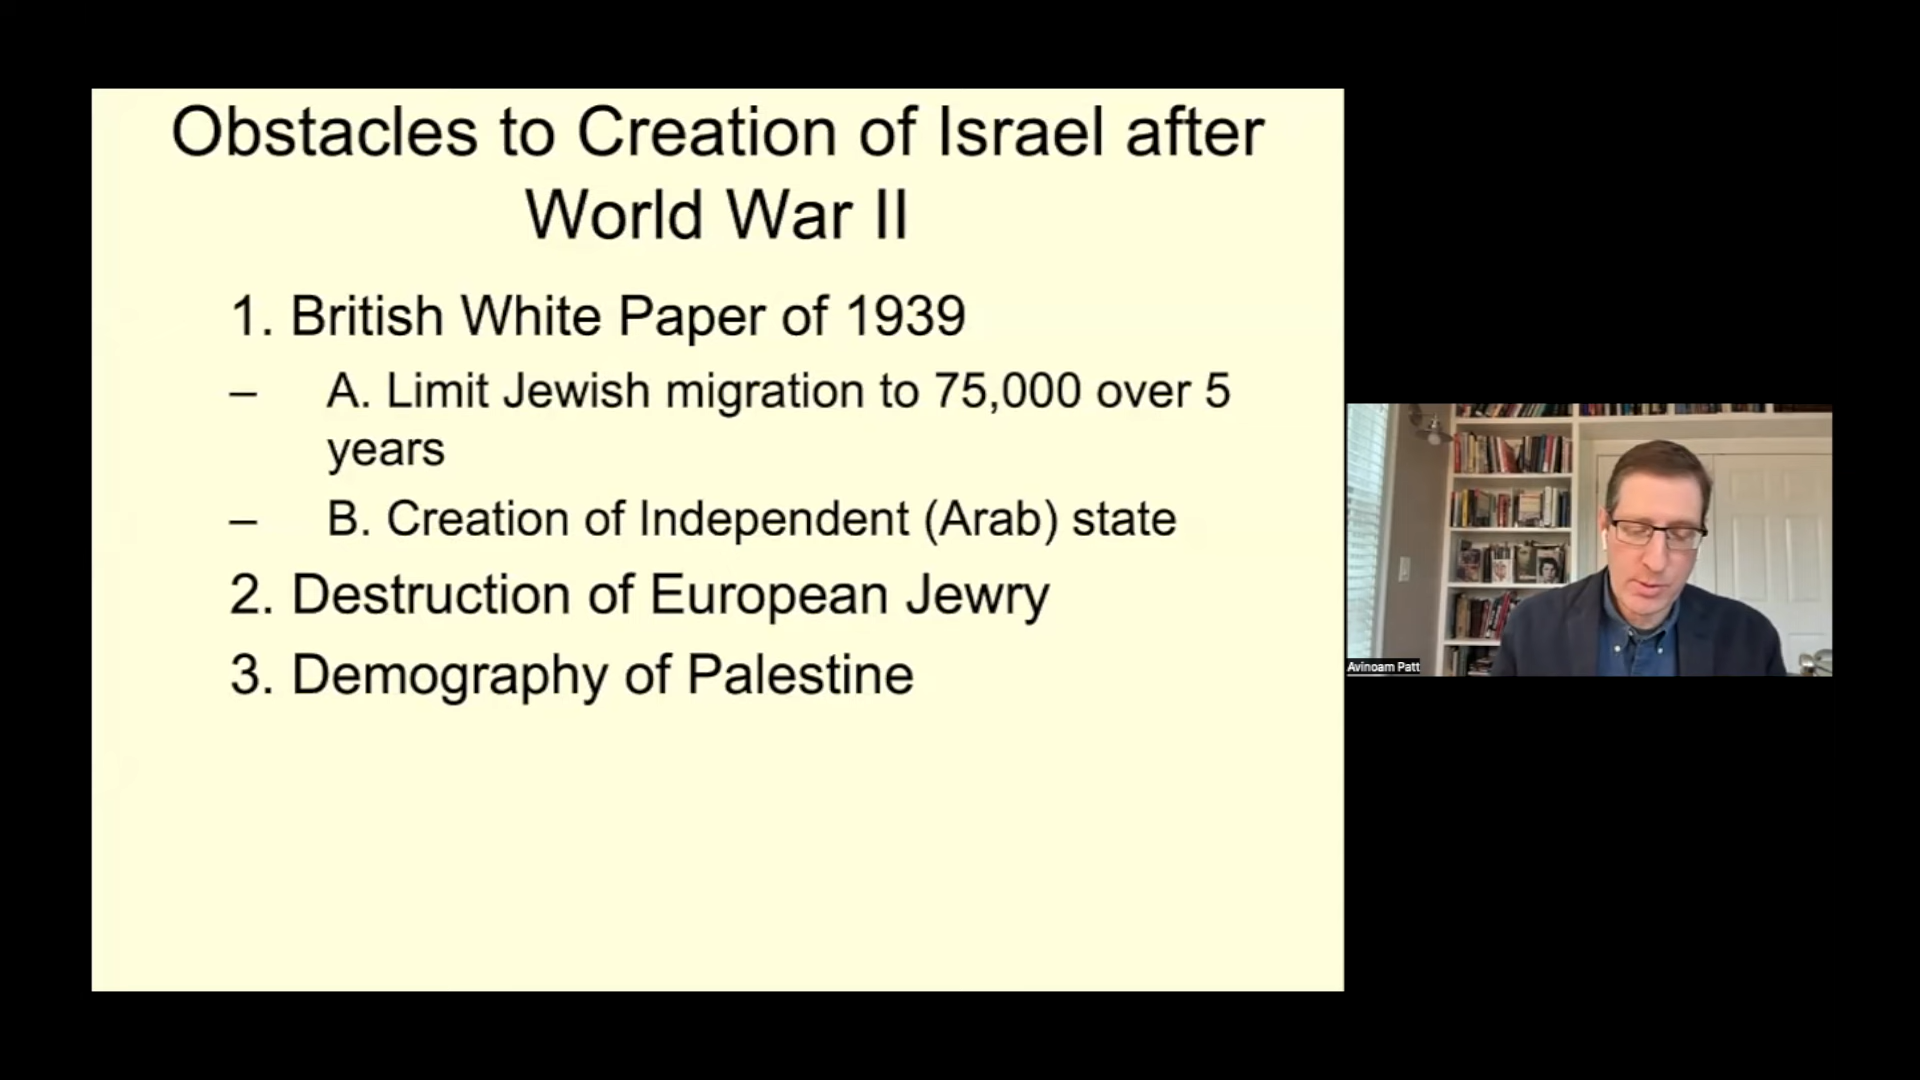 Obstacles to Creation of Israel after
World War II
1. British White Paper of 1939
– A. Limit Jewish migration to 75,000 over 5
years
– B. Creation of Independent (Arab) state
2. Destruction of European Jewry
3. Demography of Palestine
Avinoam Patt